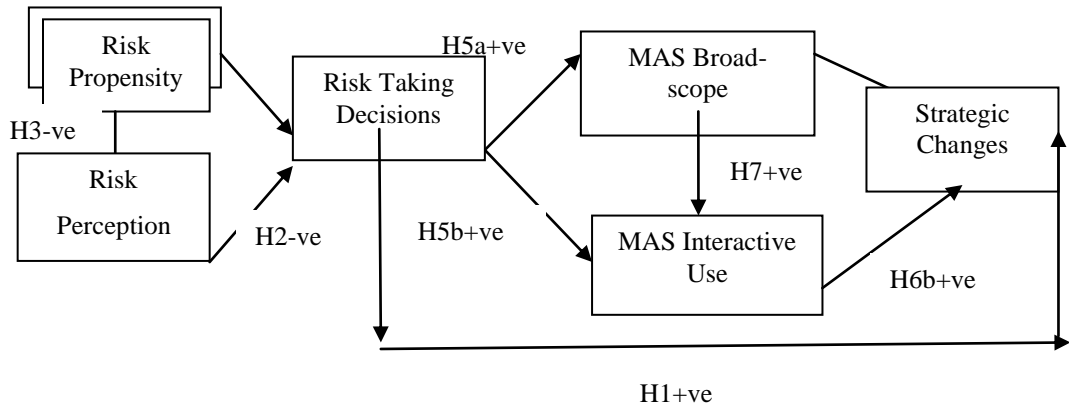 Risk
Propensity
H3-ve
Risk
Perception
H2-ve
Risk Taking
Decisions
H5a+ve
H5b+ve
MAS Broad-
scope
H7+ve
MAS Interactive
Use
Strategic
Changes
H6b+ve
H1+ve